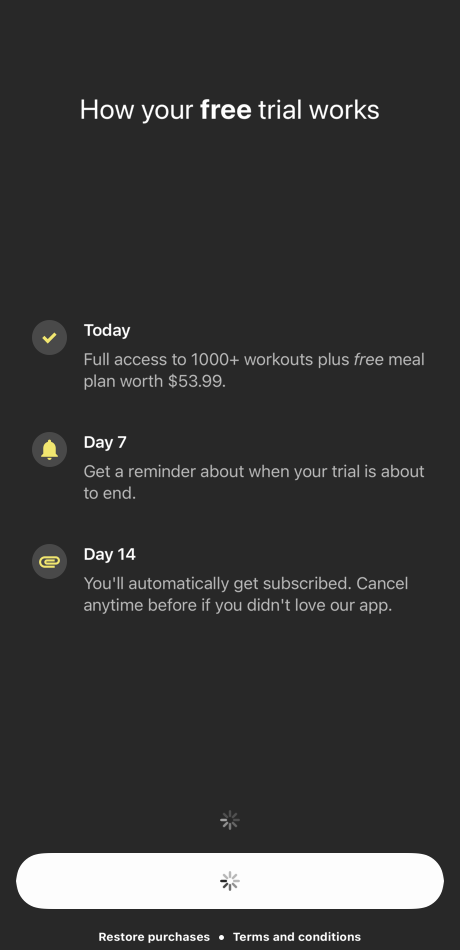 How your free trial works
Today
Full access to 1000+ workouts plus free meal
plan worth $53.99.
Day 7
Get a reminder about when your trial is about
to end.
Day 14
You'll automatically get subscribed. Cancel
anytime before if you didn't love our app.
Restore purchases • Terms and conditions